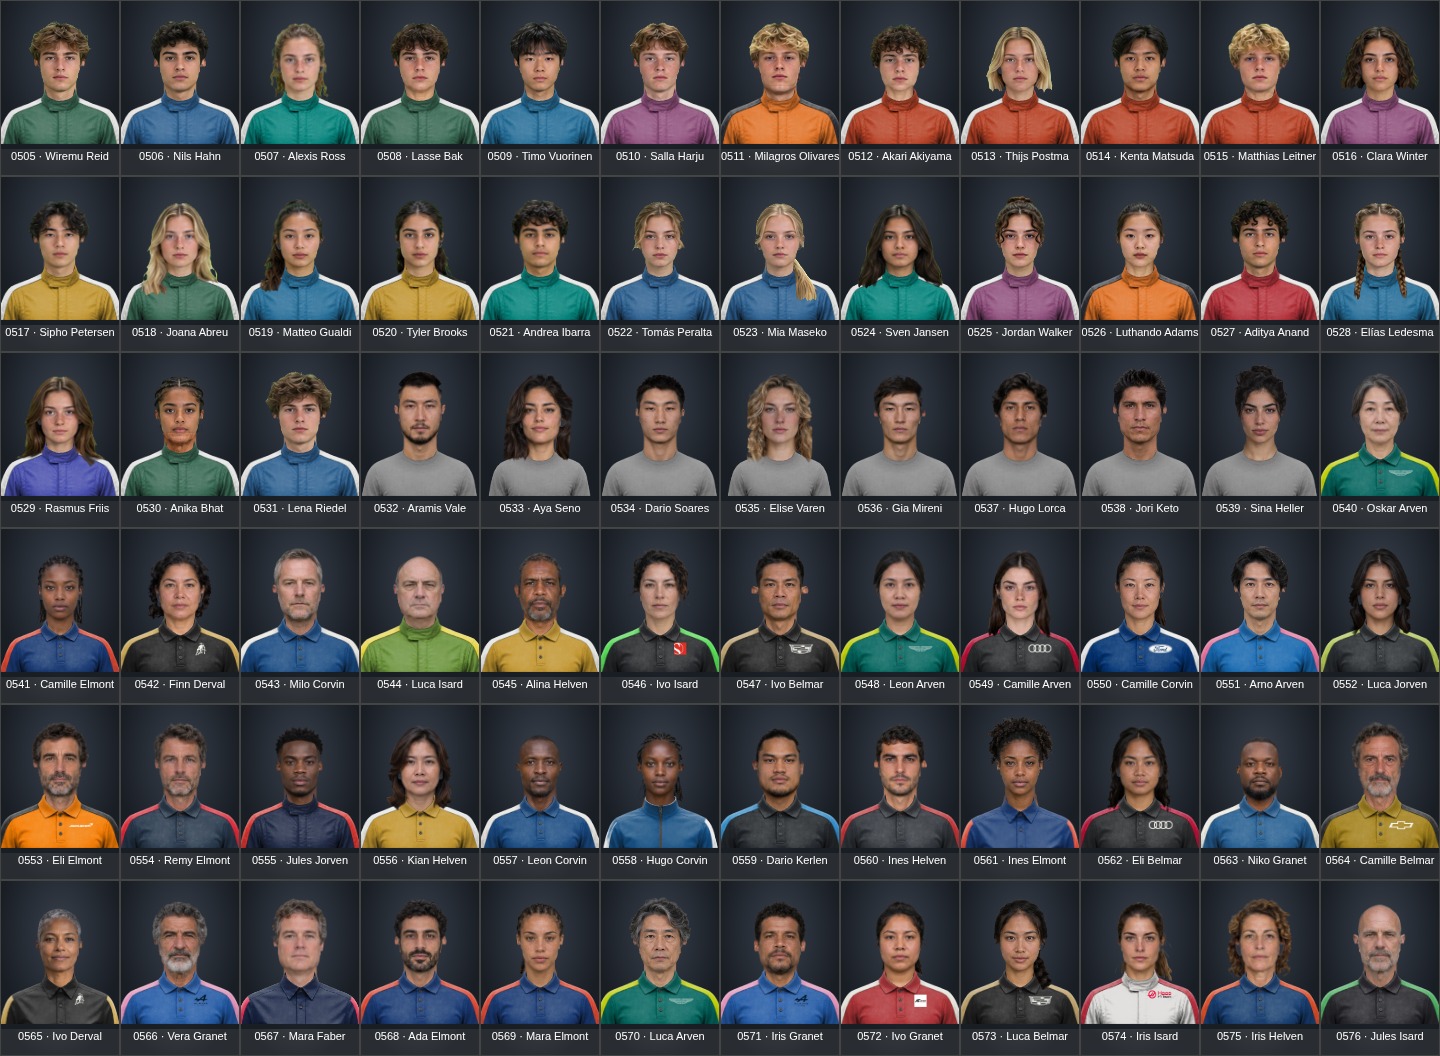 0505 · Wiremu Reid
0506 · Nils Hahn
0507 · Alexis Ross
0508 · Lasse Bak
0509 · Timo Vuorinen
0510 · Salla Harju
0511 · Milagros Olivares
0512 · Akari Akiyama
0513 · Thijs Postma
0514 · Kenta Matsuda
0515 · Matthias Leitner
0516 · Clara Winter
0517 · Sipho Petersen
0518 · Joana Abreu
0519 · Matteo Gualdi
0520 · Tyler Brooks
0521 · Andrea Ibarra
0522 · Tomás Peralta
0523 · Mia Maseko
0524 · Sven Jansen
0525 · Jordan Walker
0526 · Luthando Adams
0527 · Aditya Anand
0528 · Elías Ledesma
0529 · Rasmus Friis
0530 · Anika Bhat
0531 · Lena Riedel
0532 · Aramis Vale
0533 · Aya Seno
0534 · Dario Soares
0535 · Elise Varen
0536 · Gia Mireni
0537 · Hugo Lorca
0538 · Jori Keto
0539 · Sina Heller
0540 · Oskar Arven
0541 · Camille Elmont
0542 · Finn Derval
0543 · Milo Corvin
0544 · Luca Isard
0545 · Alina Helven
0546 · Ivo Isard
0547 · Ivo Belmar
0548 · Leon Arven
0549 · Camille Arven
Ford
0550 · Camille Corvin
0551 · Arno Arven
0552 · Luca Jorven
0553 · Eli Elmont
0554 · Remy Elmont
0555 · Jules Jorven
0556 · Kian Helven
0557 · Leon Corvin
0558 · Hugo Corvin
0559 · Dario Kerlen
0560 · Ines Helven
0561 · Ines Elmont
0562 · Eli Belmar
0563 · Niko Granet
0564 · Camille Belmar
0565 · Ivo Derval
0566 · Vera Granet
0567 · Mara Faber
0568 · Ada Elmont
0569 · Mara Elmont
0570 · Luca Arven
0571 · Iris Granet
0572 · Ivo Granet
0573 · Luca Belmar
0574 · Iris Isard
0575 · Iris Helven
0576 · Jules Isard